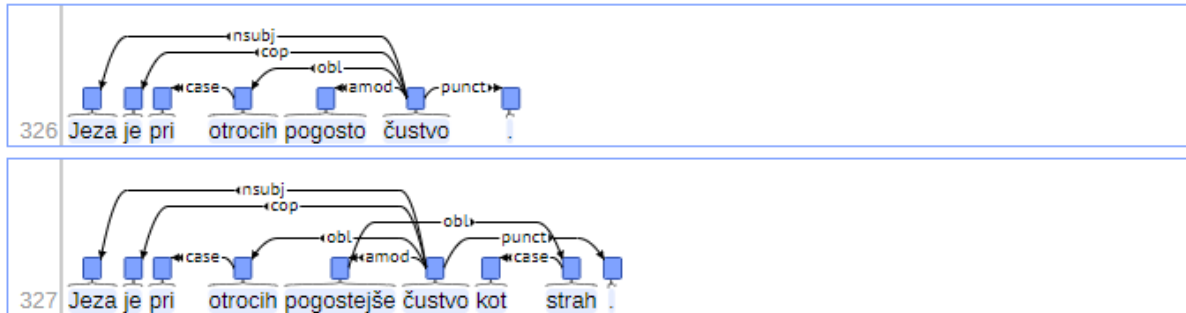 nsubj
cop
obl
case amod punct
326 Jeza je pri otrocih pogosto čustvo .
nsubj
cop
obl
obl punct
case amod case
327 Jeza je pri otrocih pogostejše čustvo kot strah .